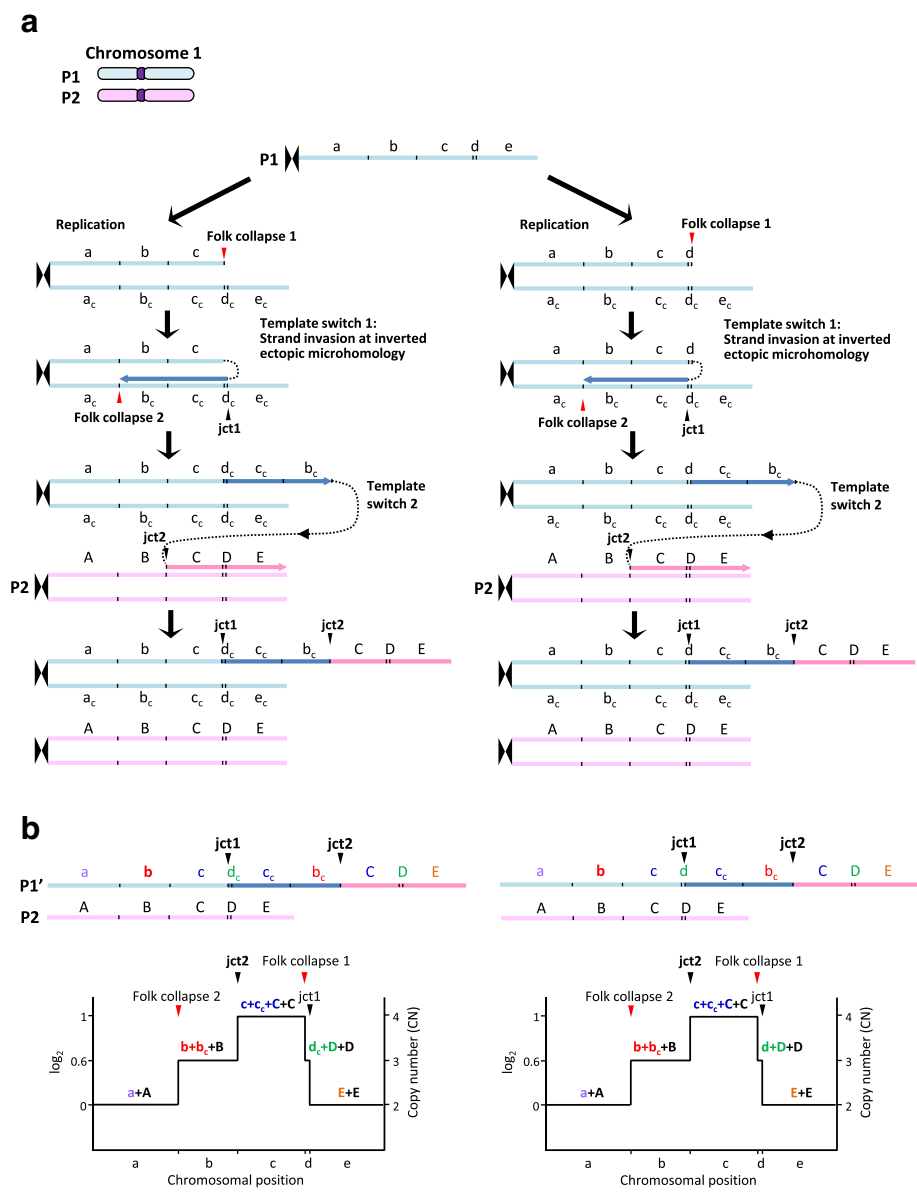 a
Chromosome 1
P1
P2
P1 a b c d e
Replication
Folk collapse 1
a b c
a_c b_c c_c d_c e_c
Template switch 1:
Strand invasion at inverted
ectopic microhomology
a b c
a_c b_c c_c d_c e_c
Folk collapse 2
jct1
a b c d_c c_c b_c
Template
switch 2
a_c b_c c_c d_c e_c
jct2
A B C D E
P2
jct1 jct2
a b c d_c c_c b_c C D E
a_c b_c c_c d_c e_c
A B C D E
Replication
Folk collapse 1
a b c d
a_c b_c c_c d_c e_c
Template switch 1:
Strand invasion at inverted
ectopic microhomology
a b c d
a_c b_c c_c d_c e_c
Folk collapse 2
jct1
a b c d c_c b_c
Template
switch 2
a_c b_c c_c d_c e_c
jct2
A B C D E
P2
jct1 jct2
a b c d c_c b_c C D E
a_c b_c c_c d_c e_c
A B C D E
b
jct1 jct2
P1’ a b c d_c c_c b_c C D E
P2 A B C D E
jct2 Folk collapse 1
Folk collapse 2 jct1
c+c_c+C+C
b+b_c+B
d_c+D+D
a+A
E+E
1
0.6
0
log2
4
3
2
Copy number (CN)
a b c d e
Chromosomal position
jct1 jct2
a b c d c_c b_c C D E
A B C D E
jct2 Folk collapse 1
Folk collapse 2 jct1
c+c_c+C+C
b+b_c+B
d+D+D
a+A
E+E
1
0.6
0
log2
4
3
2
Copy number (CN)
a b c d e
Chromosomal position